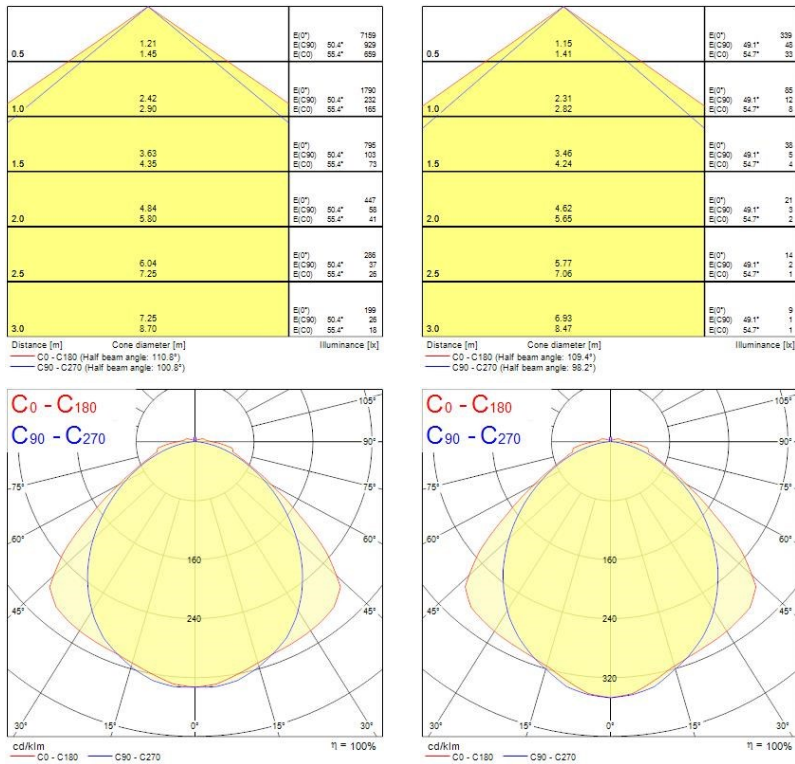 0.5
1.21
1.45
E(0°) 7159
E(C90) 50.4° 929
E(C0) 55.4° 659
1.0
2.42
2.90
E(0°) 1790
E(C90) 50.4° 232
E(C0) 55.4° 165
1.5
3.63
4.35
E(0°) 795
E(C90) 50.4° 103
E(C0) 55.4° 73
2.0
4.84
5.80
E(0°) 447
E(C90) 50.4° 58
E(C0) 55.4° 41
2.5
6.04
7.25
E(0°) 286
E(C90) 50.4° 37
E(C0) 55.4° 26
3.0
7.25
8.70
E(0°) 199
E(C90) 50.4° 26
E(C0) 55.4° 18
Distance [m] Cone diameter [m] Illuminance [lx]
C0 - C180 (Half beam angle: 110.8°)
C90 - C270 (Half beam angle: 100.8°)
0.5
1.15
1.41
E(0°) 339
E(C90) 49.1° 48
E(C0) 54.7° 33
1.0
2.31
2.82
E(0°) 85
E(C90) 49.1° 12
E(C0) 54.7° 8
1.5
3.46
4.24
E(0°) 38
E(C90) 49.1° 5
E(C0) 54.7° 4
2.0
4.62
5.65
E(0°) 21
E(C90) 49.1° 3
E(C0) 54.7° 2
2.5
5.77
7.06
E(0°) 14
E(C90) 49.1° 2
E(C0) 54.7° 1
3.0
6.93
8.47
E(0°) 9
E(C90) 49.1° 1
E(C0) 54.7° 1
Distance [m] Cone diameter [m] Illuminance [lx]
C0 - C180 (Half beam angle: 109.4°)
C90 - C270 (Half beam angle: 98.2°)
C0 - C180
C90 - C270
105°
90°
75° 75°
60° 60°
160
45° 45°
240
30° 15° 0° 15° 30°
cd/klm η = 100%
C0 - C180 C90 - C270
C0 - C180
C90 - C270
105°
90°
75° 75°
60° 60°
160
45° 45°
240
320
30° 15° 0° 15° 30°
cd/klm η = 100%
C0 - C180 C90 - C270